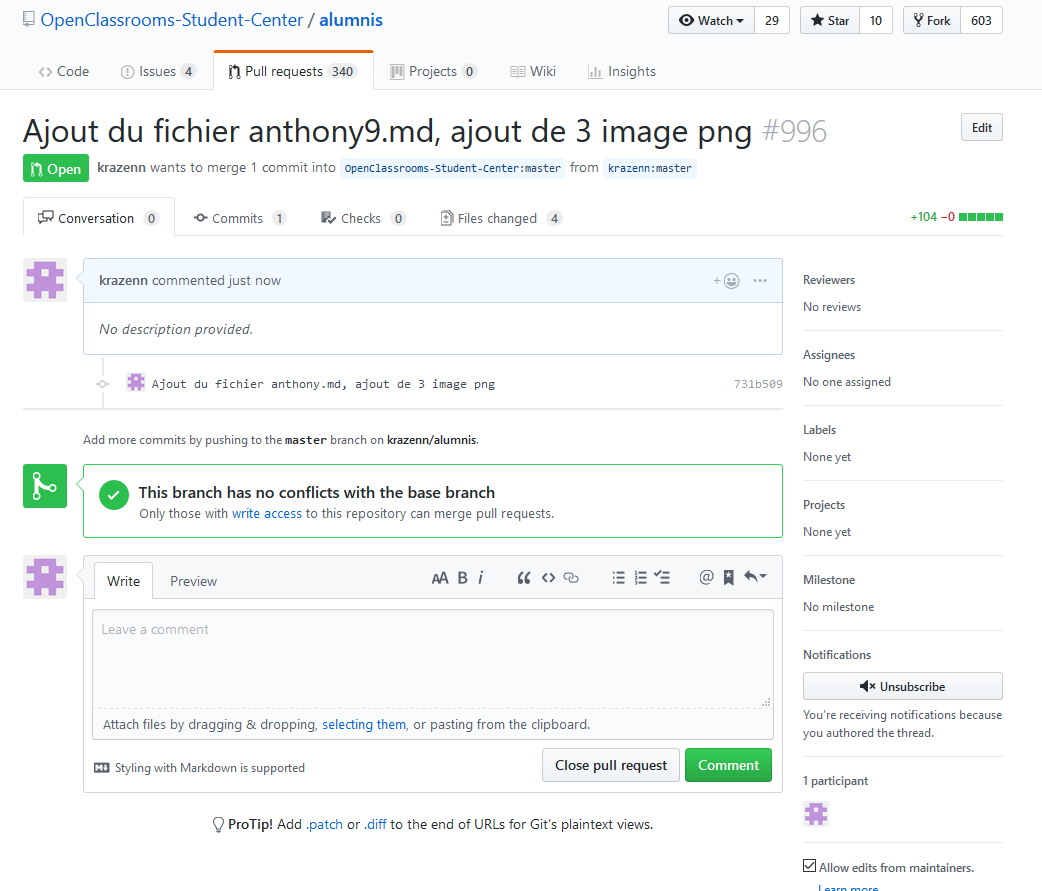 OpenClassrooms-Student-Center / alumnis
Watch 29 Star 10 Fork 603
Code Issues 4 Pull requests 340 Projects 0 Wiki Insights
Ajout du fichier anthony9.md, ajout de 3 image png #996
Edit
Open krazenn wants to merge 1 commit into OpenClassrooms-Student-Center:master from krazenn:master
Conversation 0 Commits 1 Checks 0 Files changed 4 +104 −0
krazenn commented just now
No description provided.
Ajout du fichier anthony.md, ajout de 3 image png 731b509
Add more commits by pushing to the master branch on krazenn/alumnis.
This branch has no conflicts with the base branch
Only those with write access to this repository can merge pull requests.
Write Preview AA B i
Leave a comment
Attach files by dragging & dropping, selecting them, or pasting from the clipboard.
Styling with Markdown is supported
Close pull request Comment
ProTip! Add .patch or .diff to the end of URLs for Git's plaintext views.
Reviewers
No reviews
Assignees
No one assigned
Labels
None yet
Projects
None yet
Milestone
No milestone
Notifications
Unsubscribe
You're receiving notifications because
you authored the thread.
1 participant
Allow edits from maintainers.
Learn more